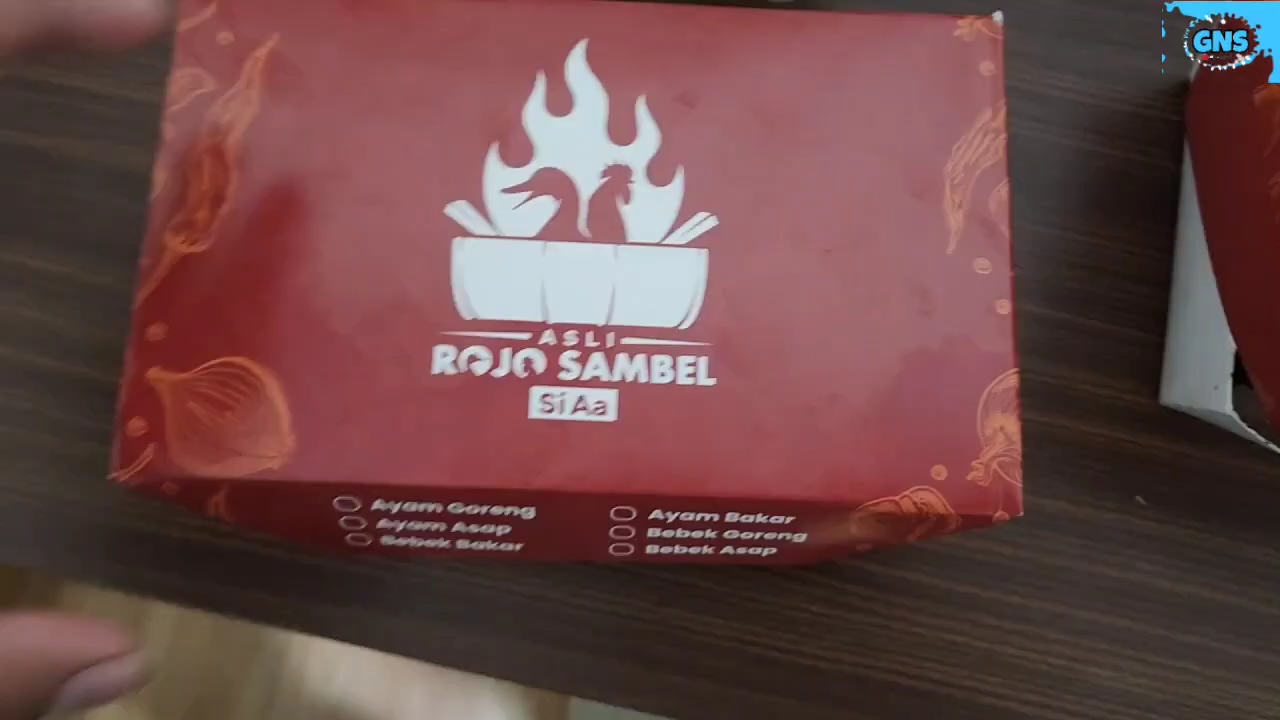 GNS
ASLI
ROJO SAMBEL
Si Aa
Ayam Goreng
Ayam Asap
Bebek Bakar
Ayam Bakar
Bebek Goreng
Bebek Asap